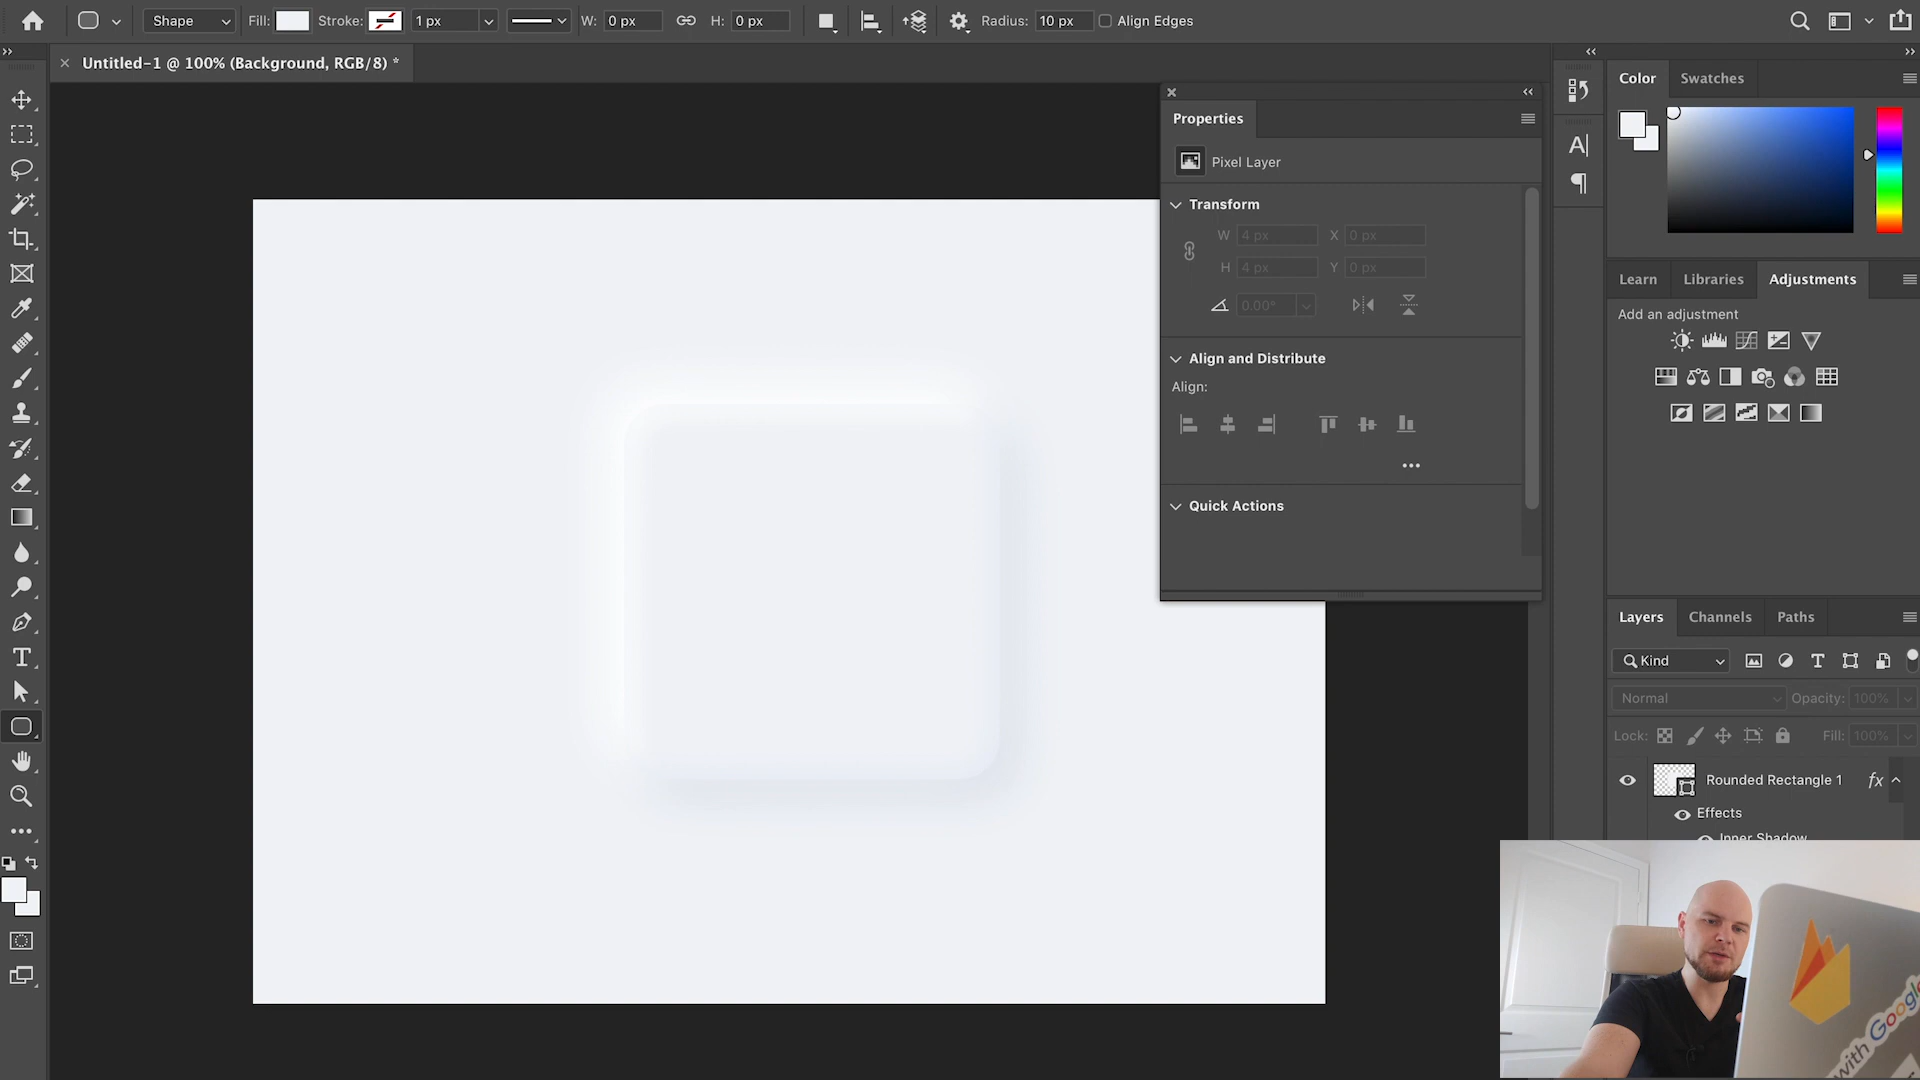 Shape
Fill:
Stroke:
1 px
W:
0 px
H:
0 px
Radius:
10 px
Align Edges
Untitled-1 @ 100% (Background, RGB/8) *
Properties
Pixel Layer
Transform
W
4 px
X
0 px
H
4 px
Y
0 px
0.00°
Align and Distribute
Align:
Quick Actions
Color
Swatches
Learn
Libraries
Adjustments
Add an adjustment
Layers
Channels
Paths
Kind
Normal
Opacity:
100%
Lock:
Fill:
100%
Rounded Rectangle 1
fx
Effects
Inner Shadow
with Google